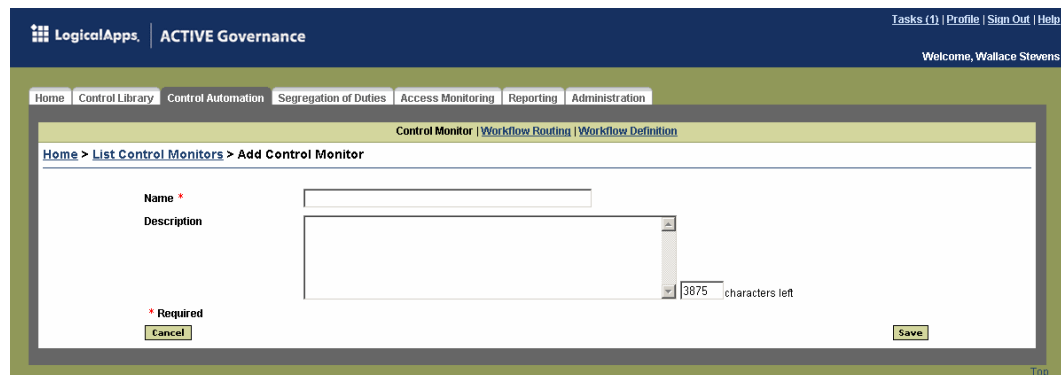 Tasks (1) | Profile | Sign Out | Help
LogicalApps. | ACTIVE Governance
Welcome, Wallace Stevens
Home Control Library Control Automation Segregation of Duties Access Monitoring Reporting Administration
Control Monitor | Workflow Routing | Workflow Definition
Home > List Control Monitors > Add Control Monitor
Name *
Description
3875 characters left
* Required
Cancel Save
Top